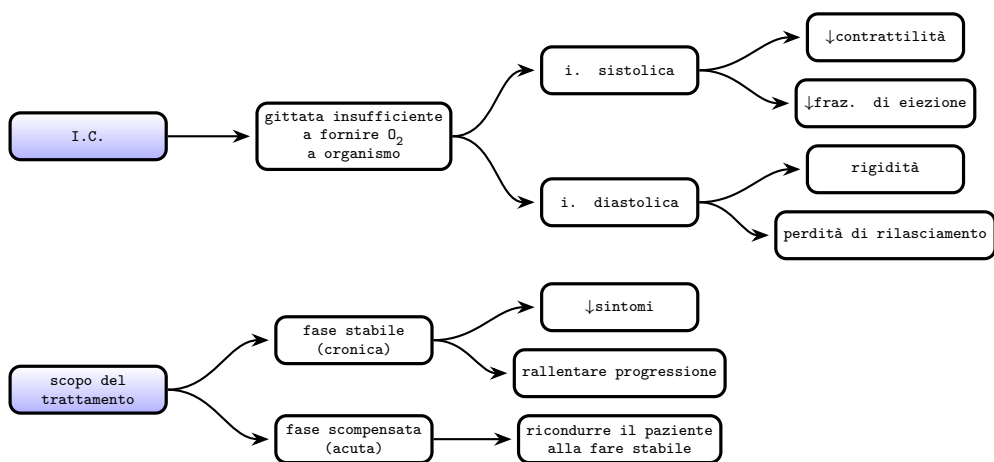 I.C.
gittata insufficiente
a fornire O₂
a organismo
i. sistolica
↓contrattilità
↓fraz. di eiezione
i. diastolica
rigidità
perdità di rilasciamento
scopo del
trattamento
fase stabile
(cronica)
↓sintomi
rallentare progressione
fase scompensata
(acuta)
ricondurre il paziente
alla fare stabile